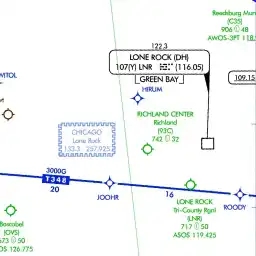 Reedsburg Muni
(C35)
906 48
AWOS-3PT 118.5
122.3
LONE ROCK (DH)
107(Y) LNR (116.05)
GREEN BAY
109.15
HIRUM
RICHLAND CENTER
Richland
(93C)
742 32
CHICAGO
Lone Rock
133.3 257.925
3000G
T348
20
JOOHR
16
LONE ROCK
Tri-County Rgnl
(LNR)
717 50
ASOS 119.425
ROODY
Boscobel
(OVS)
673 50
OS 126.775